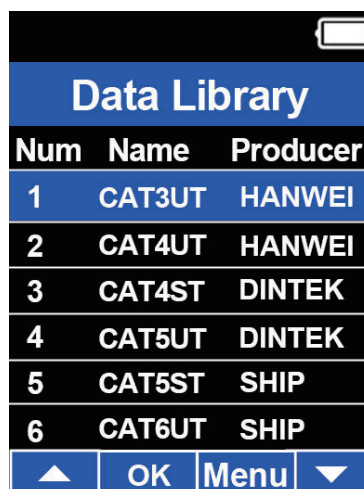 Data Library
Num Name Producer
1 CAT3UT HANWEI
2 CAT4UT HANWEI
3 CAT4ST DINTEK
4 CAT5UT DINTEK
5 CAT5ST SHIP
6 CAT6UT SHIP
OK Menu